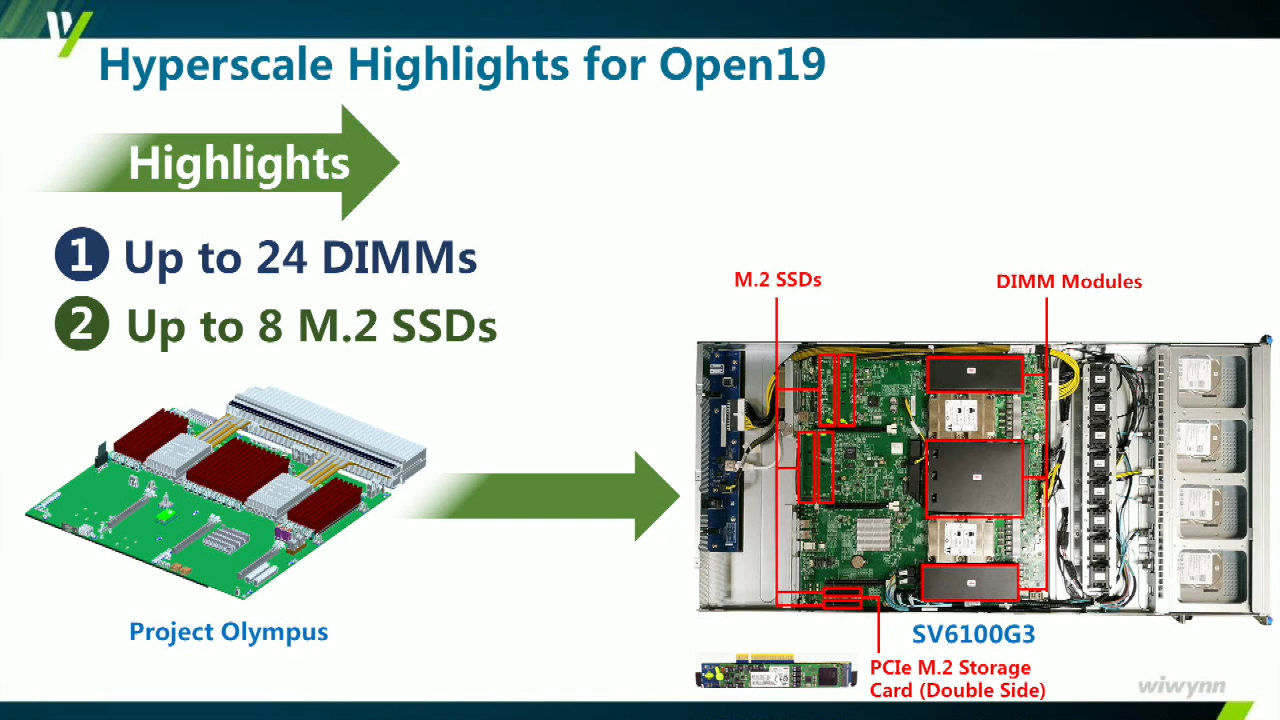 Hyperscale Highlights for Open19
Highlights
1 Up to 24 DIMMs
2 Up to 8 M.2 SSDs
M.2 SSDs
DIMM Modules
Project Olympus
SV6100G3
PCIe M.2 Storage
Card (Double Side)
wiwynn